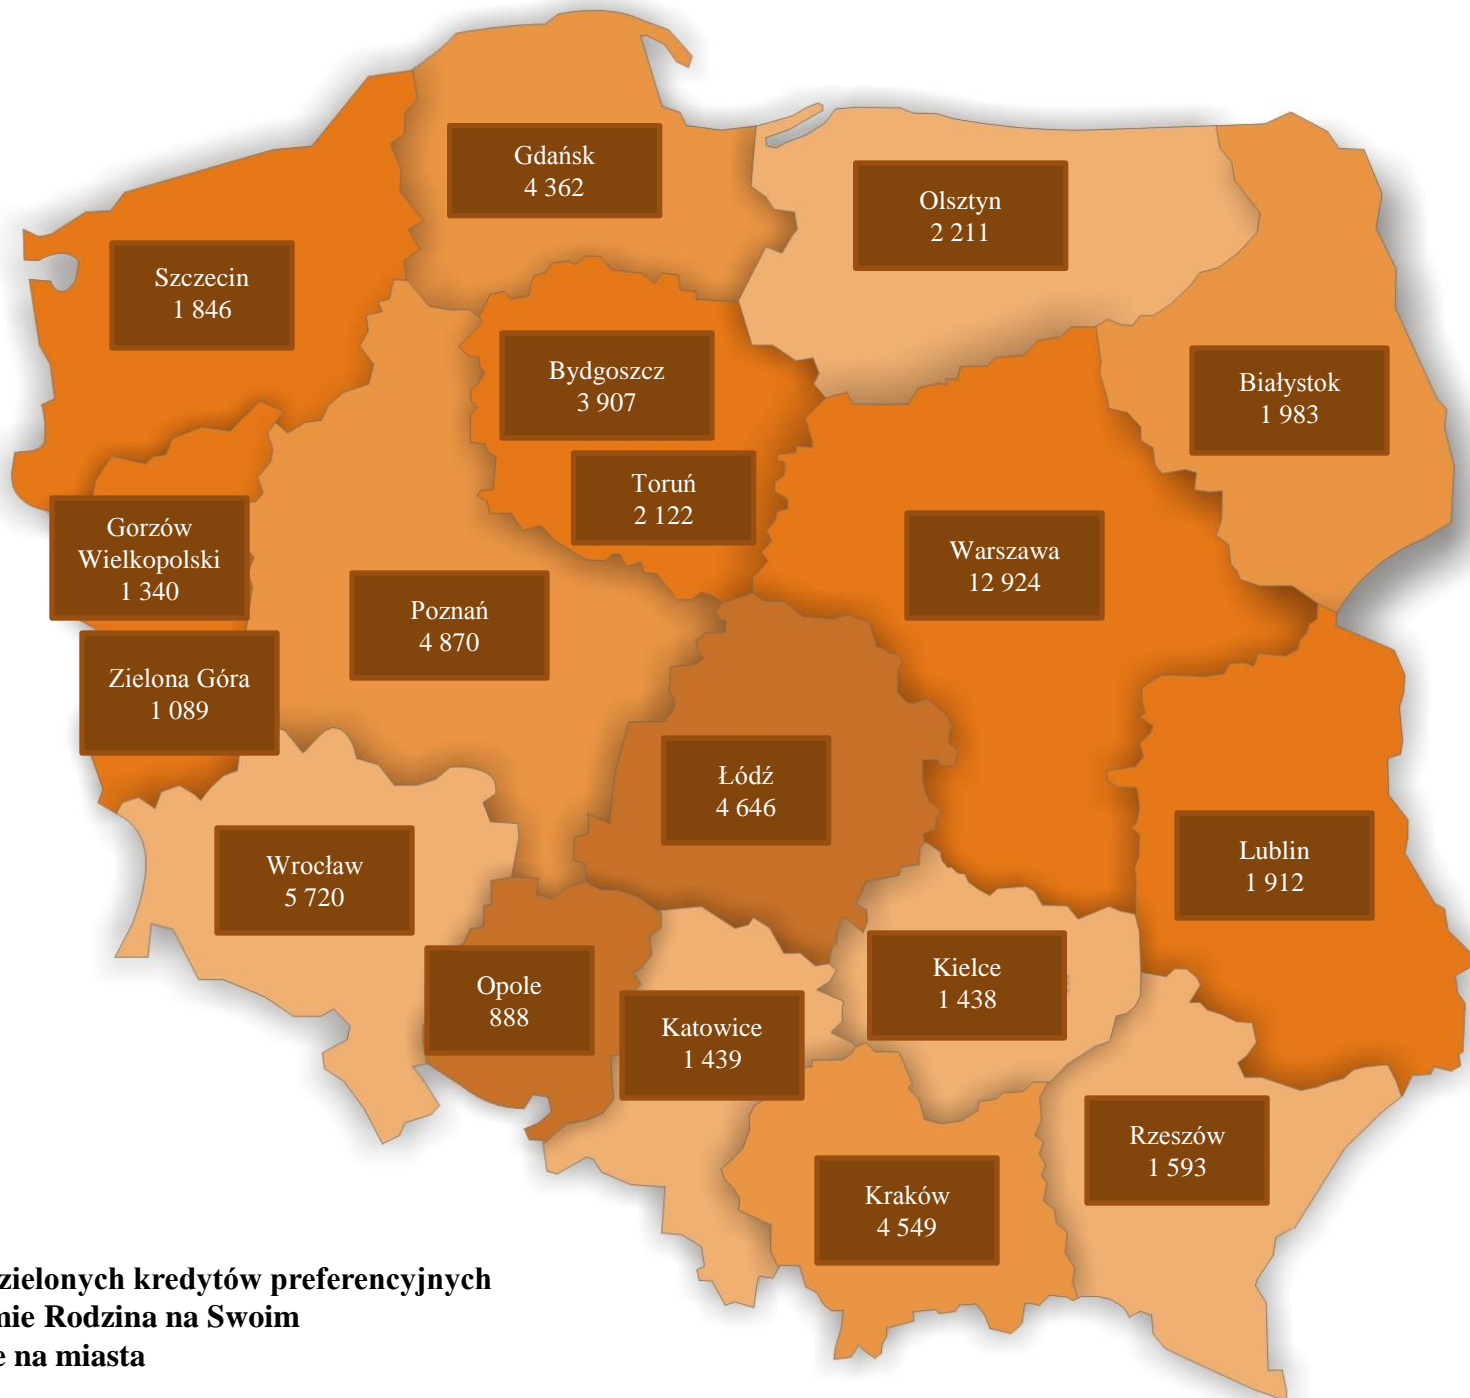 Gdańsk
4 362
Olsztyn
2 211
Szczecin
1 846
Bydgoszcz
3 907
Białystok
1 983
Toruń
2 122
Gorzów
Wielkopolski
1 340
Warszawa
12 924
Poznań
4 870
Zielona Góra
1 089
Łódź
4 646
Wrocław
5 720
Lublin
1 912
Kielce
1 438
Opole
888
Katowice
1 439
Rzeszów
1 593
Kraków
4 549
kredytów preferencyjnych
Rodzina na Swoim
na miasta